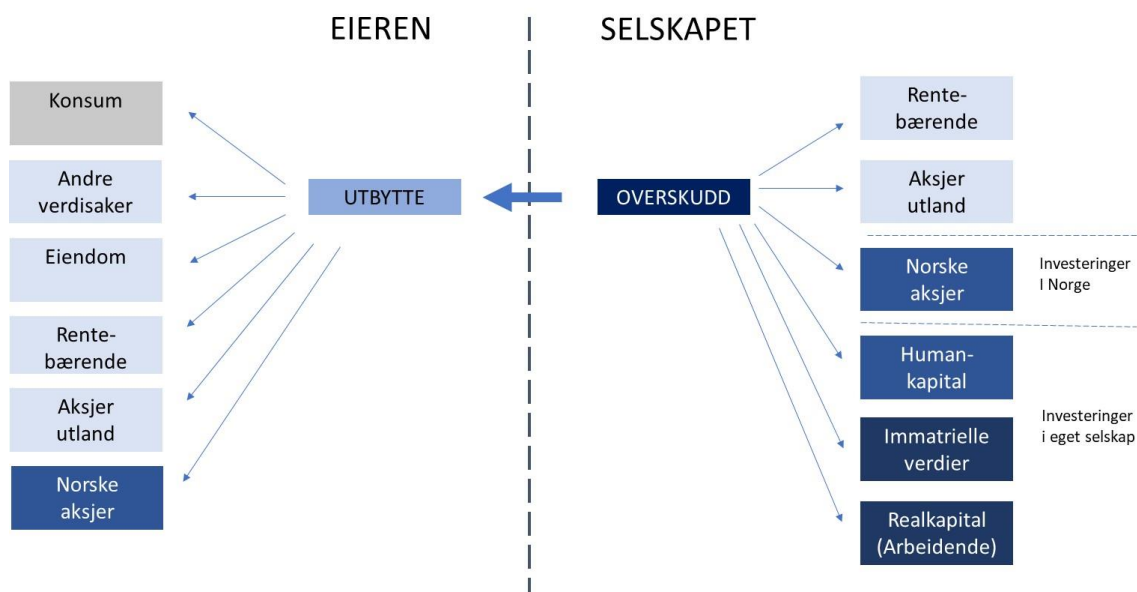 EIEREN
SELSKAPET
Konsum
Andre
verdisaker
Eiendom
Rente-
bærende
Aksjer
utland
Norske
aksjer
UTBYTTE
OVERSKUDD
Rente-
bærende
Aksjer
utland
Norske
aksjer
Human-
kapital
Immatrielle
verdier
Realkapital
(Arbeidende)
Investeringer
I Norge
Investeringer
i eget selskap